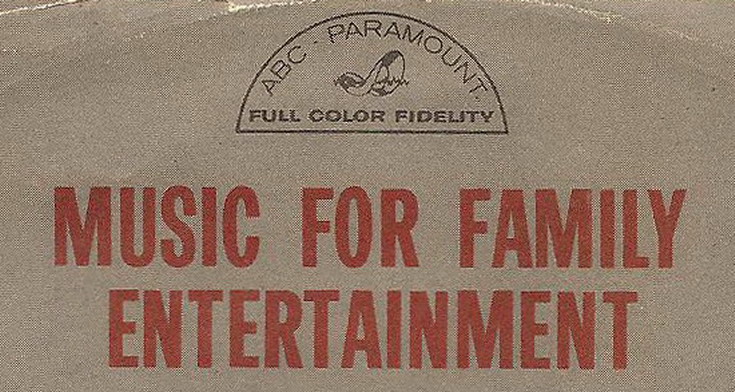 ABC - PARAMOUNT
FULL COLOR FIDELITY
MUSIC FOR FAMILY
ENTERTAINMENT